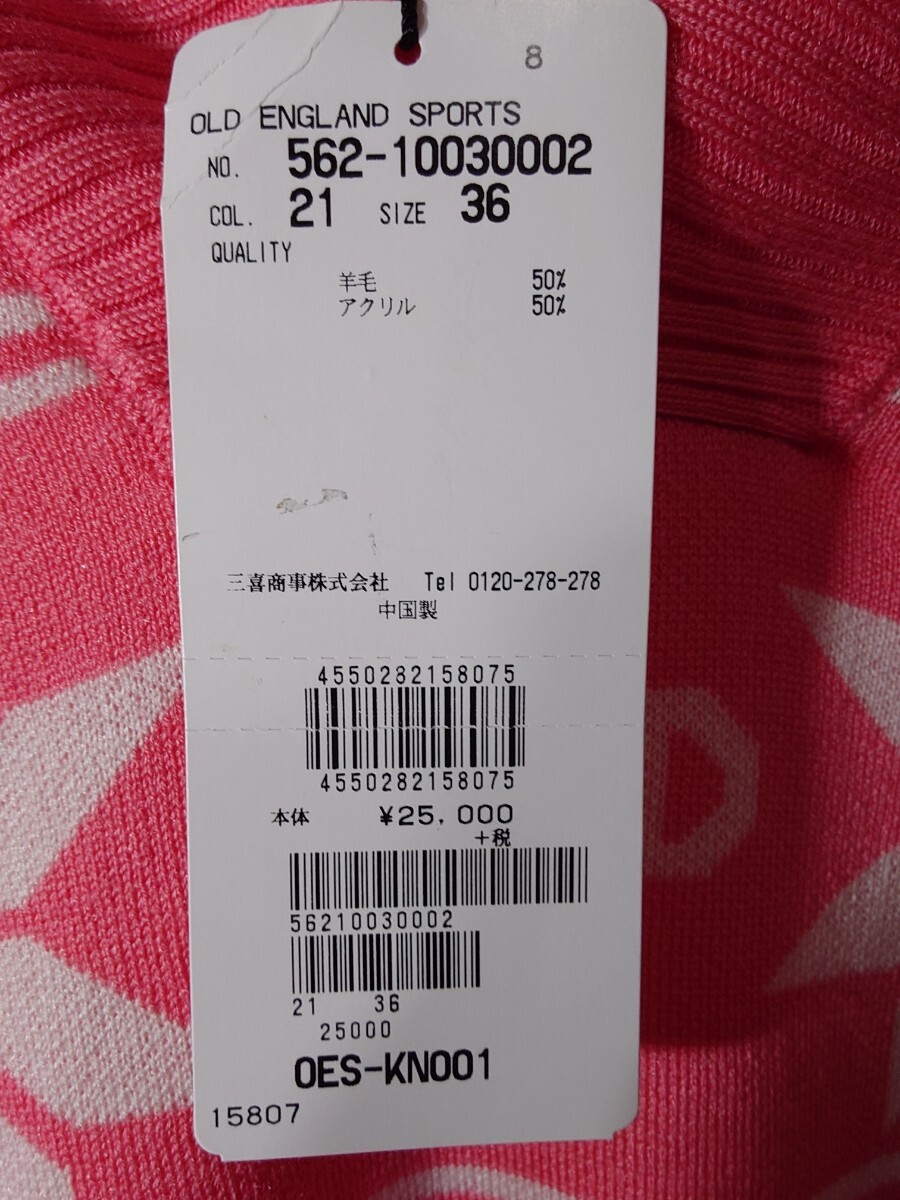 8
OLD ENGLAND SPORTS
NO. 562-10030002
COL. 21 SIZE 36
QUALITY
羊毛 50%
アクリル 50%
三喜商事株式会社 Tel 0120-278-278
中国製
4550282158075
4550282158075
本体 ¥25,000
+税
56210030002
21 36
25000
OES-KN001
15807
D